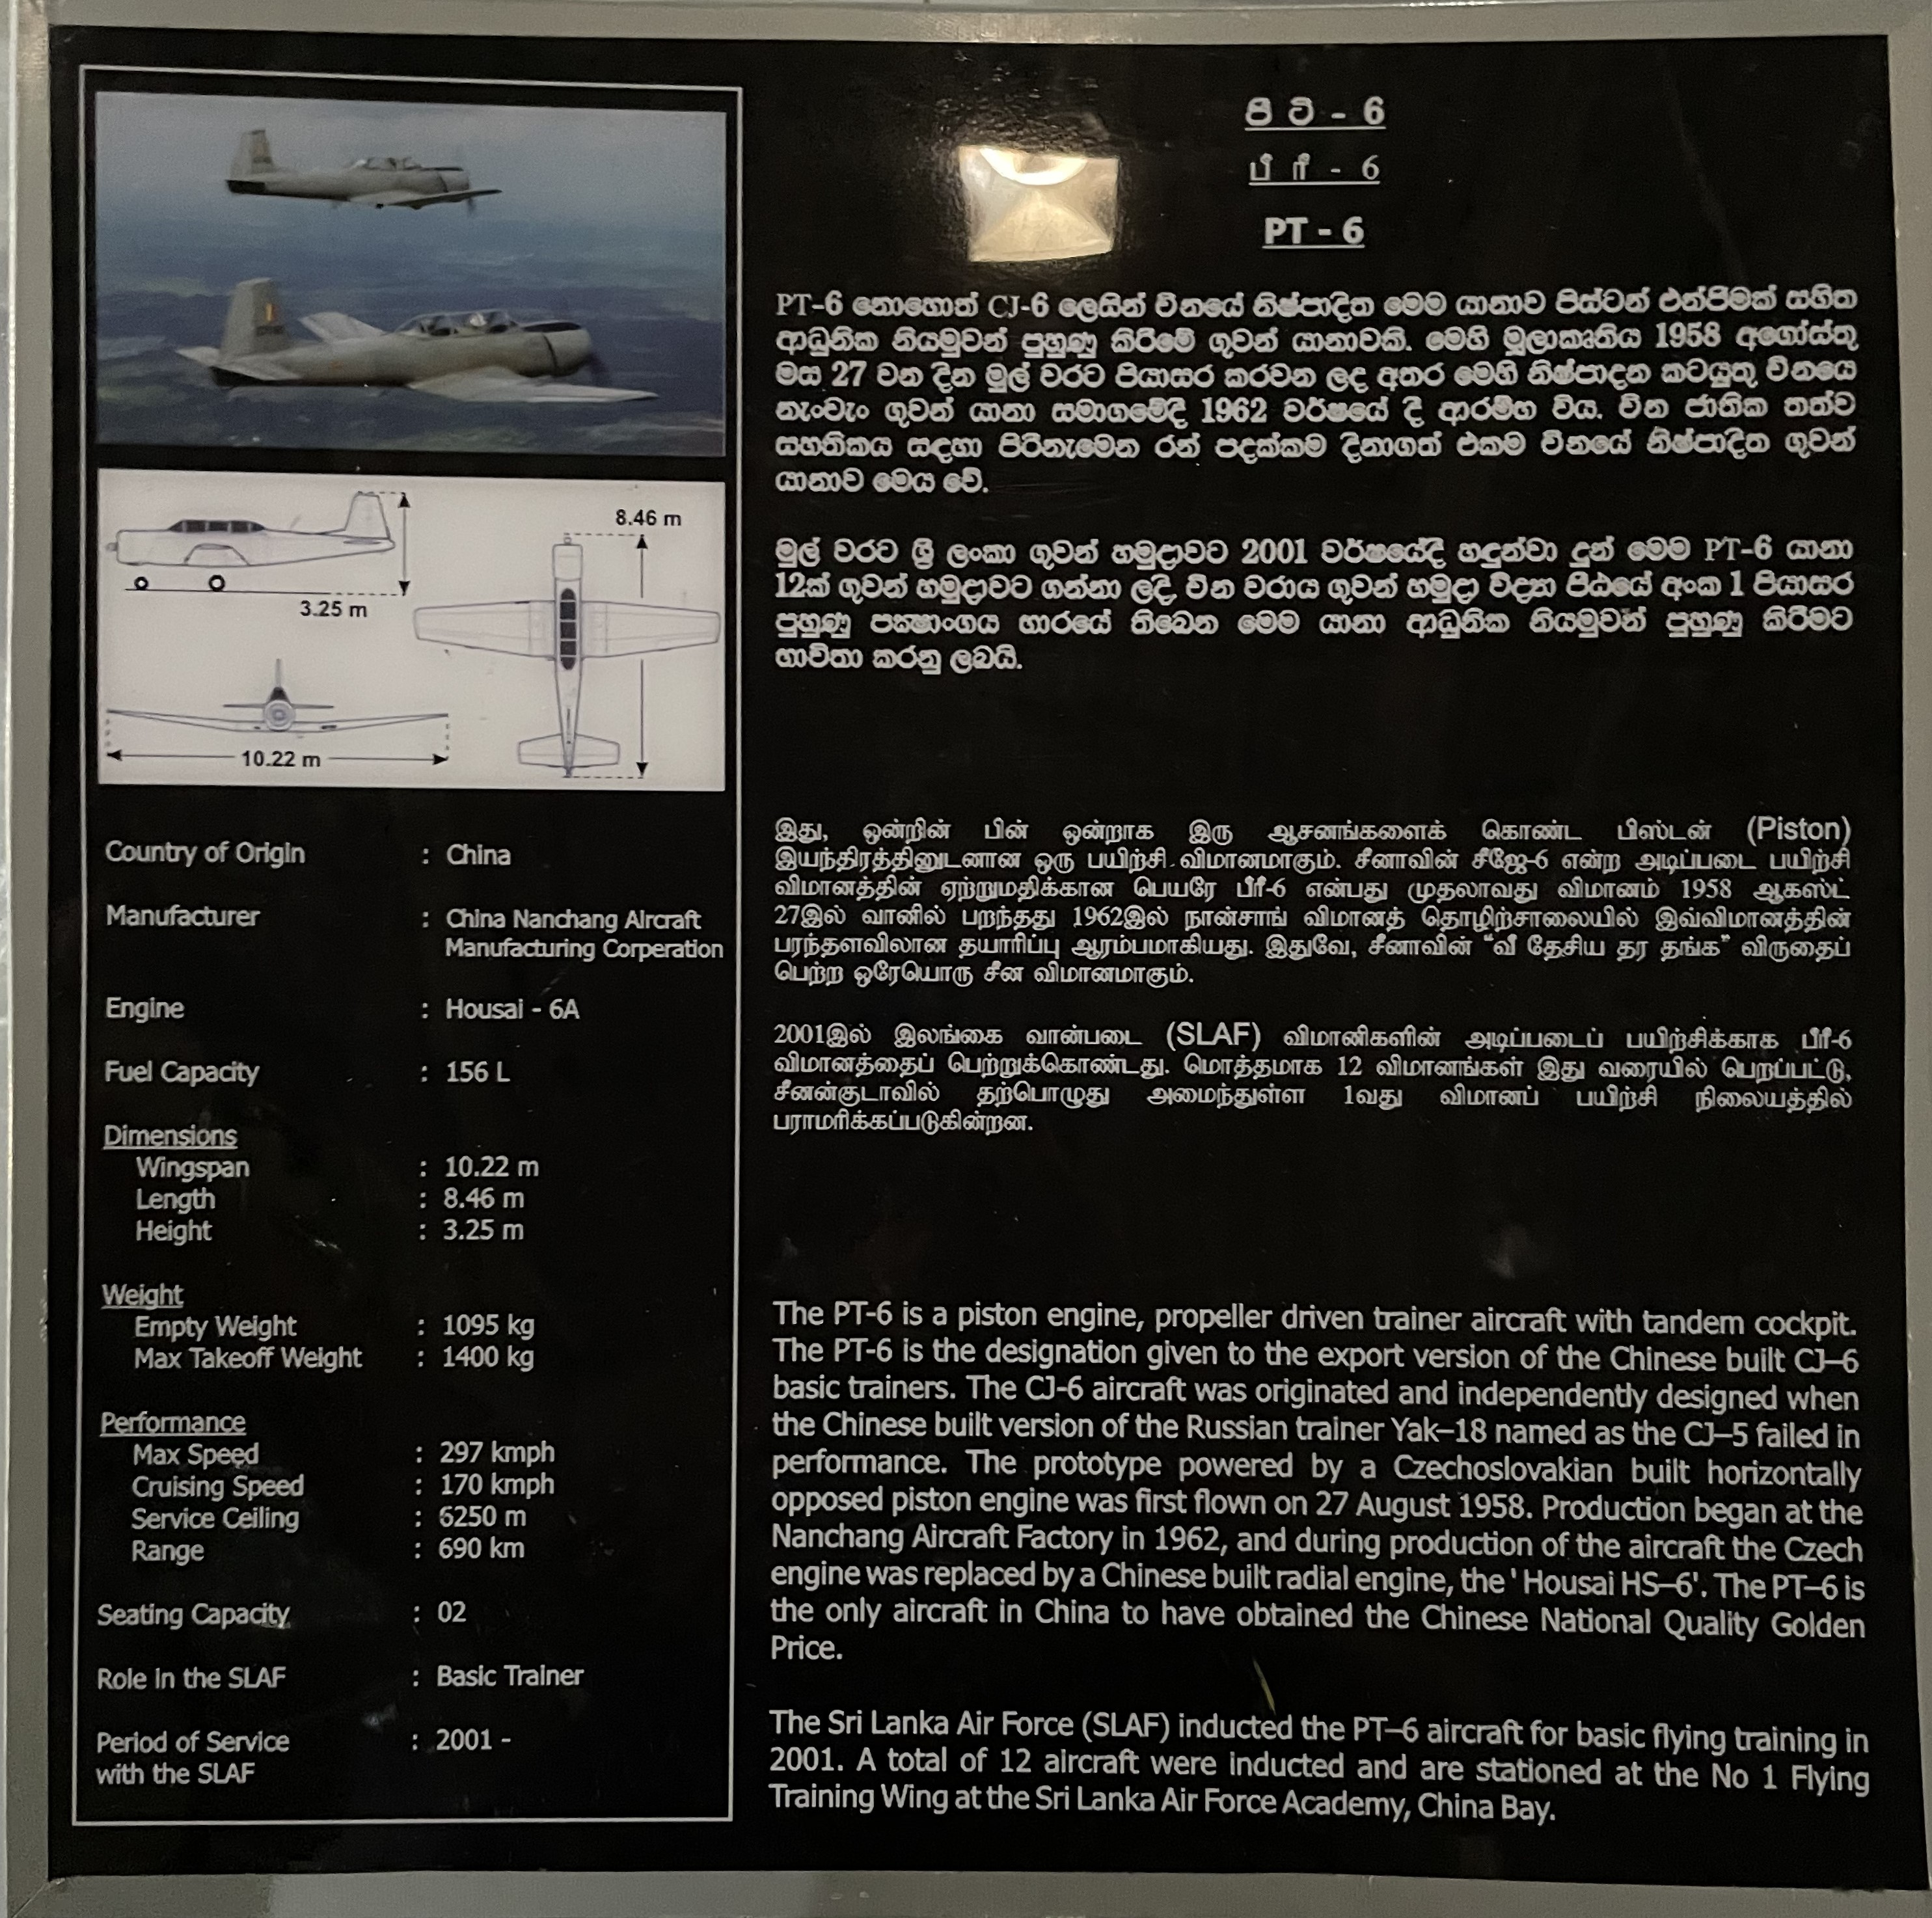 8.46 m
3.25 m
10.22 m
Country of Origin : China
Manufacturer : China Nanchang Aircraft
Manufacturing Corperation
Engine : Housai - 6A
Fuel Capacity : 156 L
Dimensions
Wingspan : 10.22 m
Length : 8.46 m
Height : 3.25 m
Weight
Empty Weight : 1095 kg
Max Takeoff Weight : 1400 kg
Performance
Max Speed : 297 kmph
Cruising Speed : 170 kmph
Service Ceiling : 6250 m
Range : 690 km
Seating Capacity : 02
Role in the SLAF : Basic Trainer
Period of Service : 2001 -
with the SLAF
පී ටී - 6
பீ ரீ - 6
PT - 6
PT-6 නොහොත් CJ-6 ලෙසින් චීනයේ නිෂ්පාදිත මෙම යානාව පිස්ටන් එන්ජිමක් සහිත
ආධුනික නියමුවන් පුහුණු කිරීමේ ගුවන් යානාවකි. මෙහි මූලාකෘතිය 1958 අගෝස්තු
මස 27 වන දින මුල් වරට පියාසර කරවන ලද අතර මෙහි නිෂ්පාදන කටයුතු චීනයෙ
නැංචැං ගුවන් යානා සමාගමේදී 1962 වර්ෂයේ දී ආරම්භ විය. චීන ජාතික තත්ව
සහතිකය සඳහා පිරිනැමෙන රන් පදක්කම දිනාගත් එකම චීනයේ නිෂ්පාදිත ගුවන්
යානාව මෙය වේ.
මුල් වරට ශ්‍රී ලංකා ගුවන් හමුදාවට 2001 වර්ෂයේදී හඳුන්වා දුන් මෙම PT-6 යානා
12ක් ගුවන් හමුදාවට ගන්නා ලදී. චීන වරාය ගුවන් හමුදා විද්‍යා පීඨයේ අංක 1 පියාසර
පුහුණු පක්ෂාංගය භාරයේ තිබෙන මෙම යානා ආධුනික නියමුවන් පුහුණු කිරීමට
භාවිතා කරනු ලබයි.
இது, ஒன்றின் பின் ஒன்றாக இரு ஆசனங்களைக் கொண்ட பிஸ்டன் (Piston)
இயந்திரத்தினுடனான ஒரு பயிற்சி விமானமாகும். சீனாவின் சீஜே-6 என்ற அடிப்படை பயிற்சி
விமானத்தின் ஏற்றுமதிக்கான பெயரே பீரீ-6 என்பது முதலாவது விமானம் 1958 ஆகஸ்ட்
27இல் வானில் பறந்தது 1962இல் நான்சாங் விமானத் தொழிற்சாலையில் இவ்விமானத்தின்
பரந்தளவிலான தயாரிப்பு ஆரம்பமாகியது. இதுவே, சீனாவின் “வீ தேசிய தர தங்க” விருதைப்
பெற்ற ஒரேயொரு சீன விமானமாகும்.
2001இல் இலங்கை வான்படை (SLAF) விமானிகளின் அடிப்படைப் பயிற்சிக்காக பீரீ-6
விமானத்தைப் பெற்றுக்கொண்டது. மொத்தமாக 12 விமானங்கள் இது வரையில் பெறப்பட்டு,
சீனன்குடாவில் தற்பொழுது அமைந்துள்ள 1வது விமானப் பயிற்சி நிலையத்தில்
பராமரிக்கப்படுகின்றன.
The PT-6 is a piston engine, propeller driven trainer aircraft with tandem cockpit.
The PT-6 is the designation given to the export version of the Chinese built CJ–6
basic trainers. The CJ-6 aircraft was originated and independently designed when
the Chinese built version of the Russian trainer Yak–18 named as the CJ–5 failed in
performance. The prototype powered by a Czechoslovakian built horizontally
opposed piston engine was first flown on 27 August 1958. Production began at the
Nanchang Aircraft Factory in 1962, and during production of the aircraft the Czech
engine was replaced by a Chinese built radial engine, the ' Housai HS–6'. The PT–6 is
the only aircraft in China to have obtained the Chinese National Quality Golden
Price.
The Sri Lanka Air Force (SLAF) inducted the PT–6 aircraft for basic flying training in
2001. A total of 12 aircraft were inducted and are stationed at the No 1 Flying
Training Wing at the Sri Lanka Air Force Academy, China Bay.